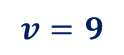 v = 9